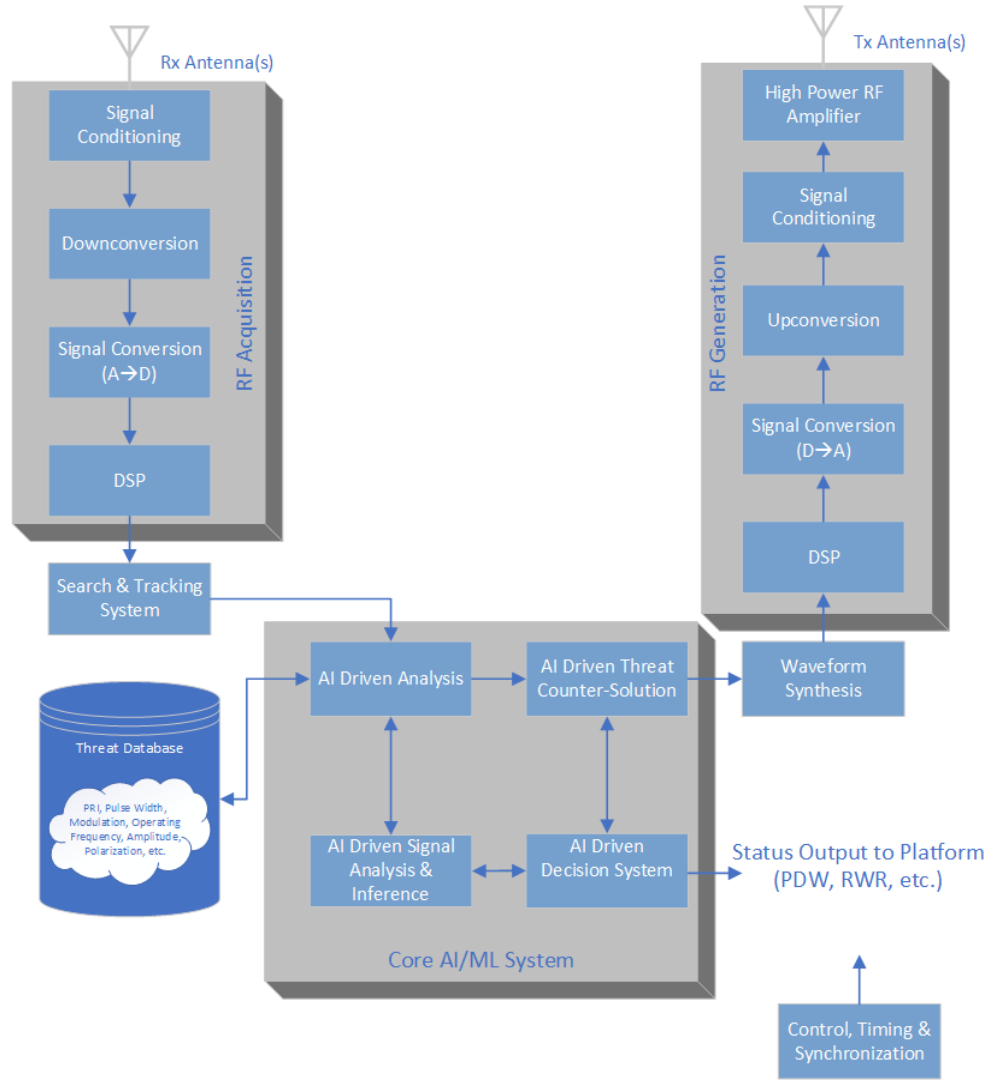 Rx Antenna(s)
Signal
Conditioning
Downconversion
Signal Conversion
(A→D)
DSP
RF Acquisition
Search & Tracking
System
Tx Antenna(s)
High Power RF
Amplifier
Signal
Conditioning
Upconversion
Signal Conversion
(D→A)
DSP
RF Generation
Waveform
Synthesis
AI Driven Analysis
AI Driven Threat
Counter-Solution
AI Driven Signal
Analysis &
Inference
AI Driven
Decision System
Core AI/ML System
Threat Database
PRI, Pulse Width,
Modulation, Operating
Frequency, Amplitude,
Polarization, etc.
Status Output to Platform
(PDW, RWR, etc.)
Control, Timing &
Synchronization